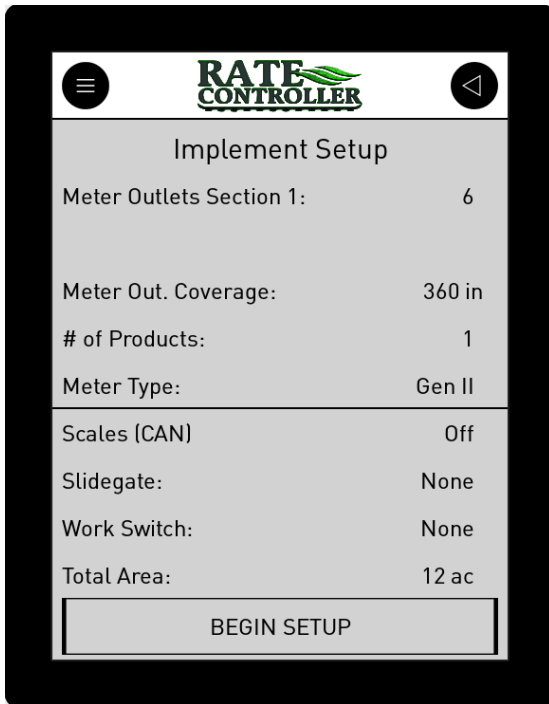 RATE
CONTROLLER
Implement Setup
Meter Outlets Section 1: 6
Meter Out. Coverage: 360 in
# of Products: 1
Meter Type: Gen II
Scales (CAN) Off
Slidegate: None
Work Switch: None
Total Area: 12 ac
BEGIN SETUP